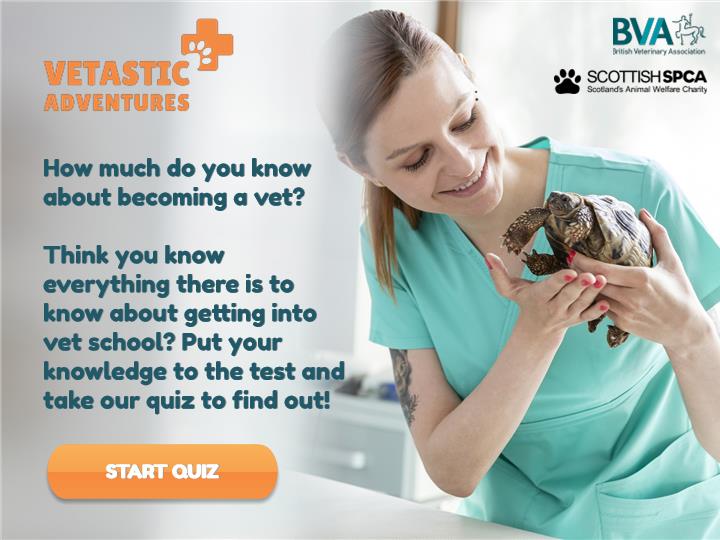 VETASTIC
ADVENTURES
BVA
British Veterinary Association
SCOTTISHSPCA
Scotland's Animal Welfare Charity
How much do you know
about becoming a vet?
Think you know
everything there is to
know about getting into
vet school? Put your
knowledge to the test and
take our quiz to find out!
START QUIZ